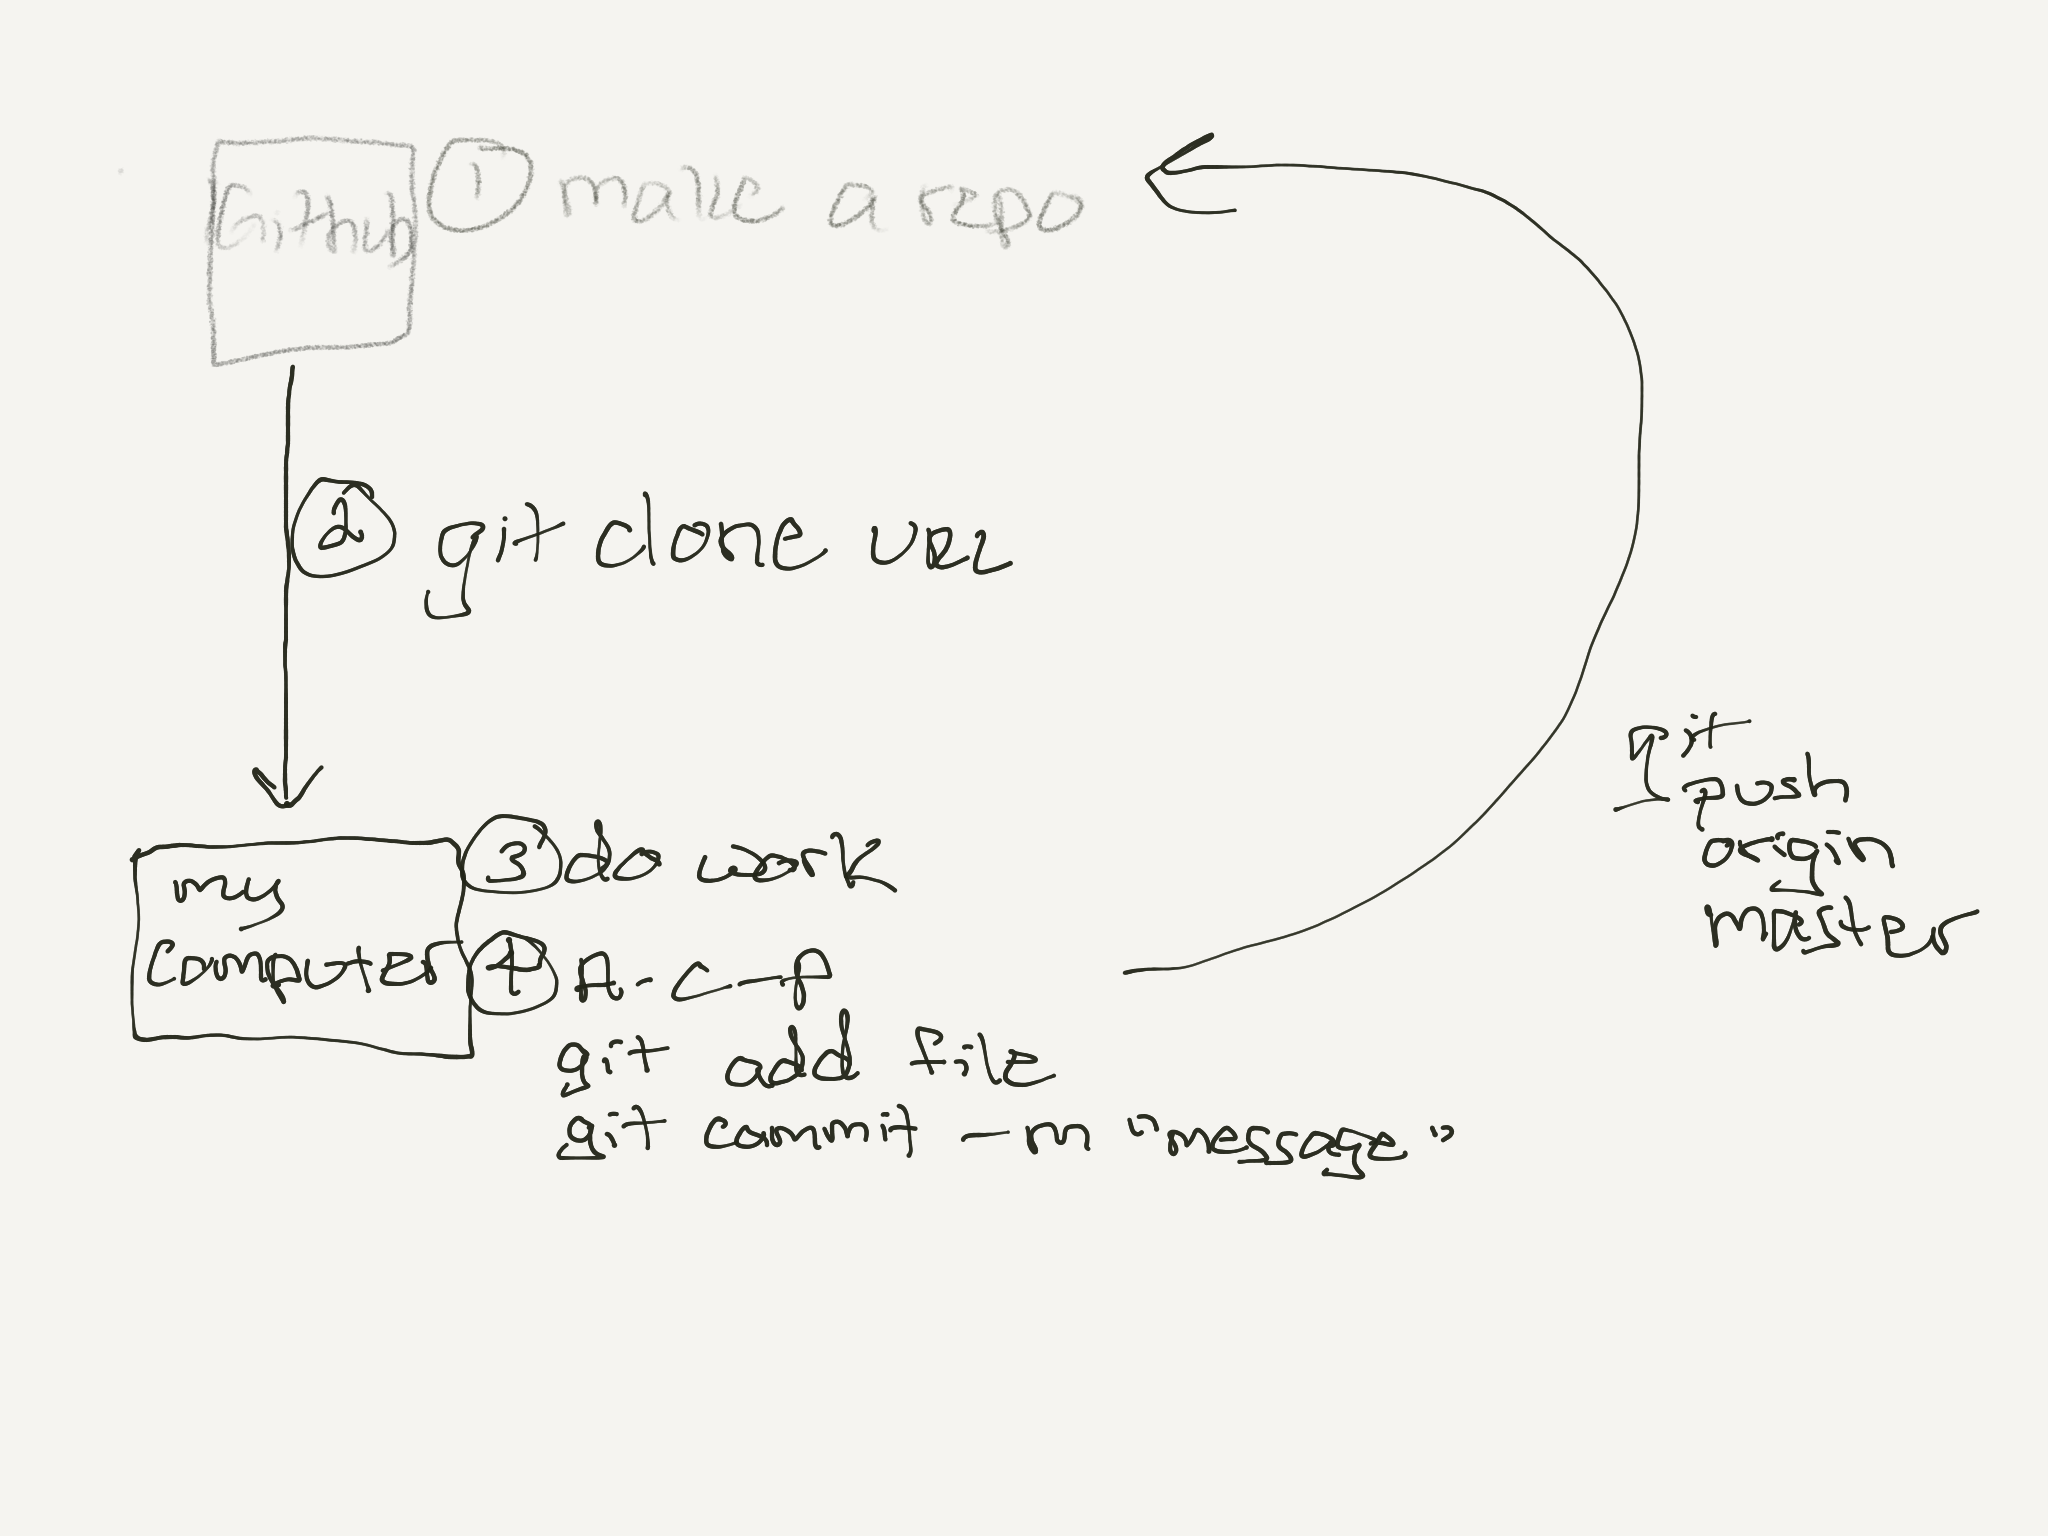 Github ① make a repo
② git clone URL
git
push
origin
master
my
computer
③ do work
④ A-C-P
git add file
git commit -m "message"